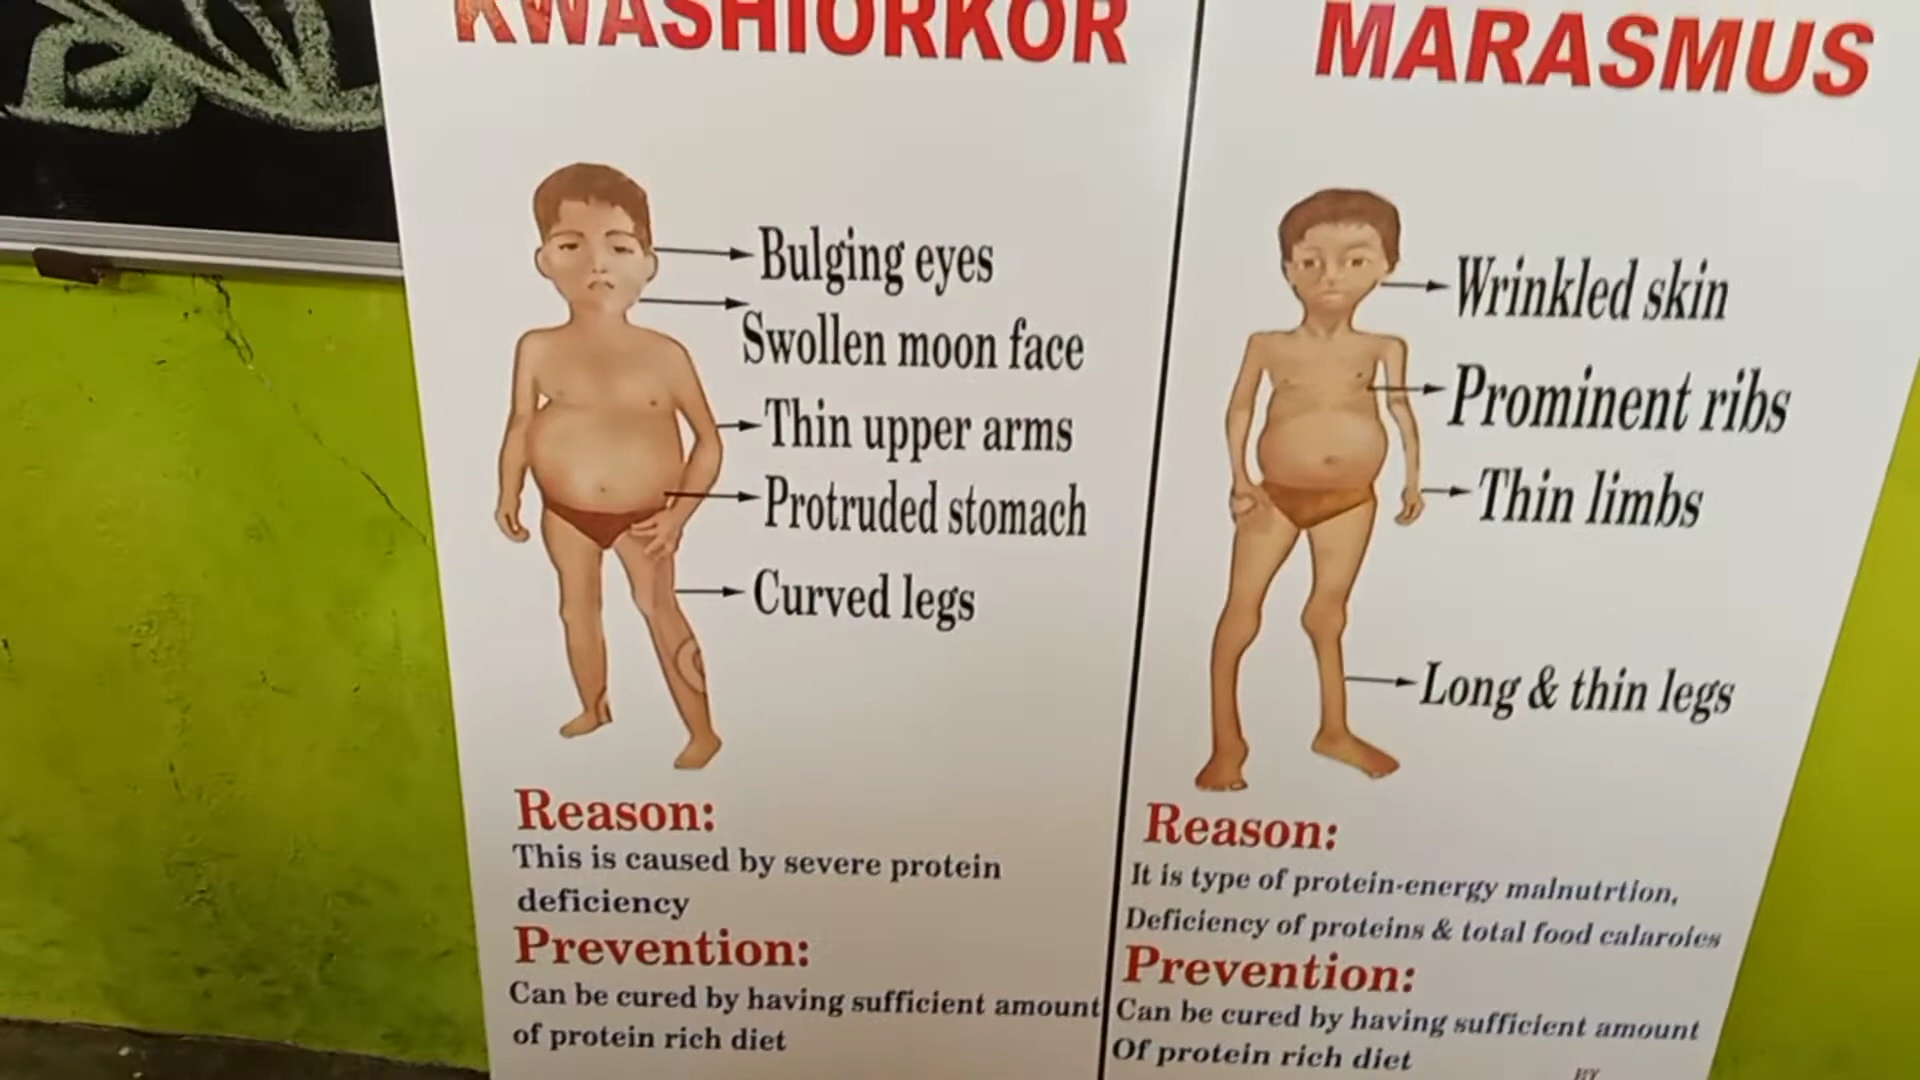 KWASHIORKOR
Bulging eyes
Swollen moon face
Thin upper arms
Protruded stomach
Curved legs
Reason:
This is caused by severe protein
deficiency
Prevention:
Can be cured by having sufficient amount
of protein rich diet
MARASMUS
Wrinkled skin
Prominent ribs
Thin limbs
Long & thin legs
Reason:
It is type of protein-energy malnutrtion,
Deficiency of proteins & total food calaroies
Prevention:
Can be cured by having sufficient amount
Of protein rich diet
BY